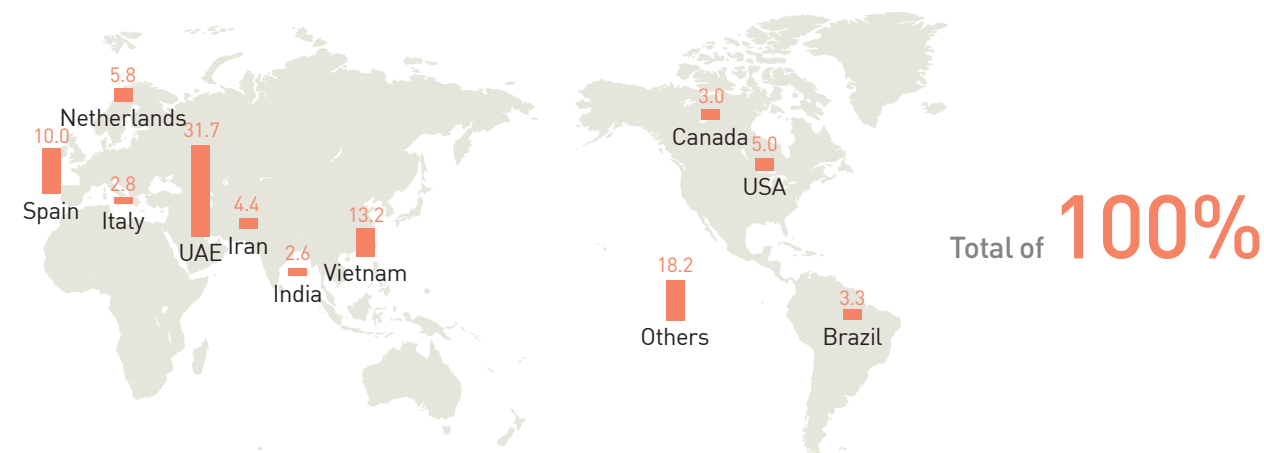 5.8
Netherlands
10.0
Spain
2.8
Italy
31.7
UAE
4.4
Iran
2.6
India
13.2
Vietnam
3.0
Canada
5.0
USA
18.2
Others
3.3
Brazil
Total of 100%